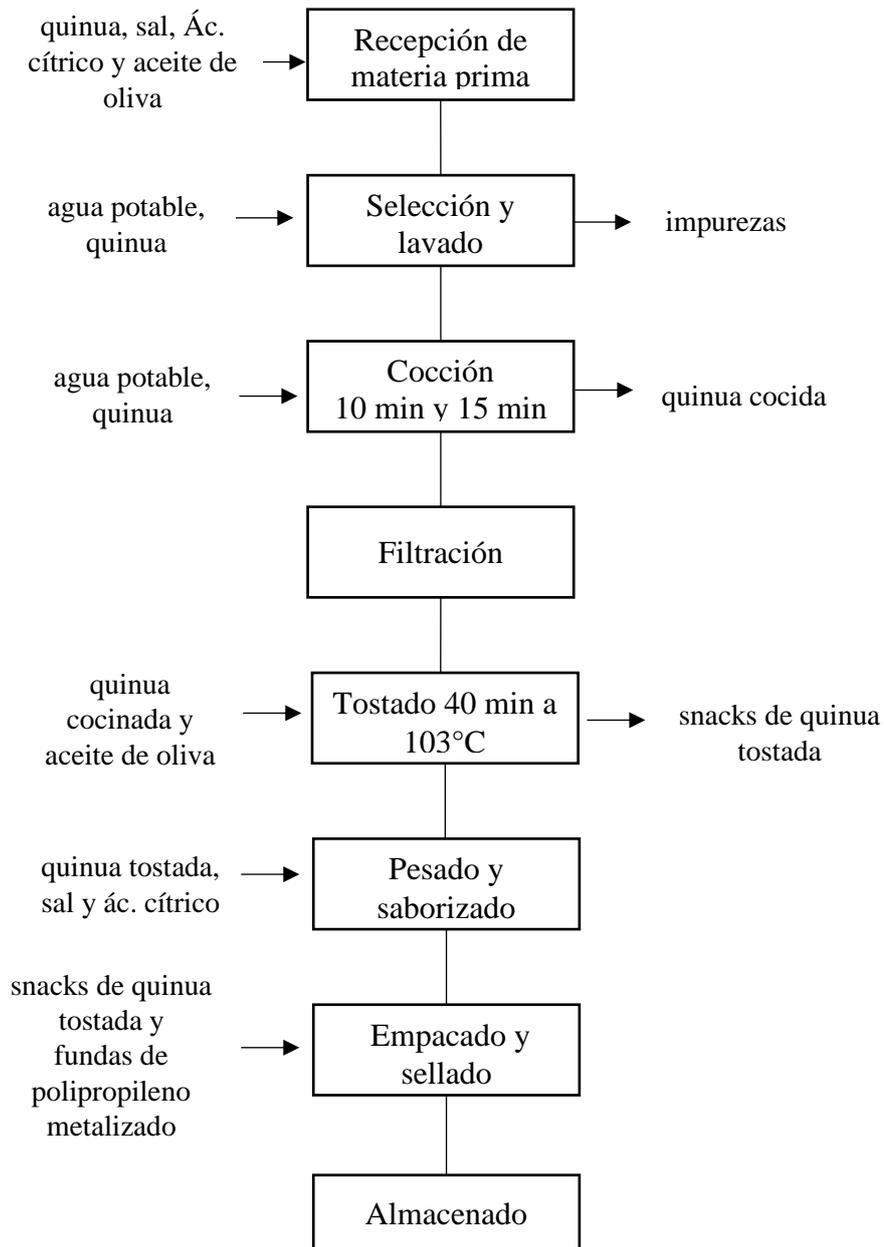 quinua, sal, Ác.
cítrico y aceite de
oliva
Recepción de
materia prima
agua potable,
quinua
Selección y
lavado
impurezas
agua potable,
quinua
Cocción
10 min y 15 min
quinua cocida
Filtración
quinua
cocinada y
aceite de oliva
Tostado 40 min a
103°C
snacks de quinua
tostada
quinua tostada,
sal y ác. cítrico
Pesado y
saborizado
snacks de quinua
tostada y
fundas de
polipropileno
metalizado
Empacado y
sellado
Almacenado